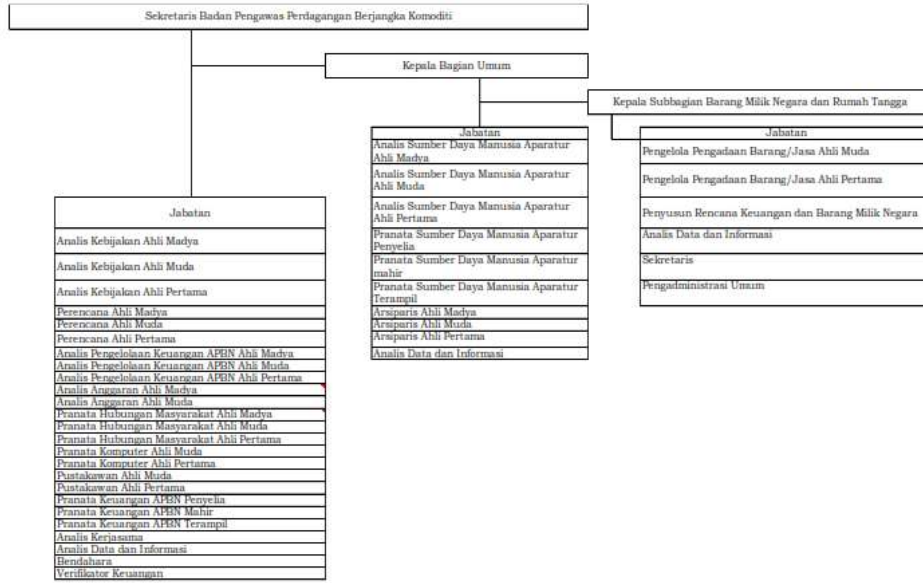 Sekretaris Badan Pengawas Perdagangan Berjangka Komoditi
Kepala Bagian Umum
Kepala Subbagian Barang Milik Negara dan Rumah Tangga
Jabatan
Analis Kebijakan Ahli Madya
Analis Kebijakan Ahli Muda
Analis Kebijakan Ahli Pertama
Perencana Ahli Madya
Perencana Ahli Muda
Perencana Ahli Pertama
Analis Pengelolaan Keuangan APBN Ahli Madya
Analis Pengelolaan Keuangan APBN Ahli Muda
Analis Pengelolaan Keuangan APBN Ahli Pertama
Analis Anggaran Ahli Madya
Analis Anggaran Ahli Muda
Pranata Hubungan Masyarakat Ahli Madya
Pranata Hubungan Masyarakat Ahli Muda
Pranata Hubungan Masyarakat Ahli Pertama
Pranata Komputer Ahli Muda
Pranata Komputer Ahli Pertama
Pustakawan Ahli Muda
Pustakawan Ahli Pertama
Pranata Keuangan APBN Penyelia
Pranata Keuangan APBN Mahir
Pranata Keuangan APBN Terampil
Analis Kerjasama
Analis Data dan Informasi
Bendahara
Verifikator Keuangan
Jabatan
Analis Sumber Daya Manusia Aparatur
Ahli Madya
Analis Sumber Daya Manusia Aparatur
Ahli Muda
Analis Sumber Daya Manusia Aparatur
Ahli Pertama
Pranata Sumber Daya Manusia Aparatur
Penyelia
Pranata Sumber Daya Manusia Aparatur
mahir
Pranata Sumber Daya Manusia Aparatur
Terampil
Arsiparis Ahli Madya
Arsiparis Ahli Muda
Arsiparis Ahli Pertama
Analis Data dan Informasi
Jabatan
Pengelola Pengadaan Barang/Jasa Ahli Muda
Pengelola Pengadaan Barang/Jasa Ahli Pertama
Penyusun Rencana Keuangan dan Barang Milik Negara
Analis Data dan Informasi
Sekretaris
Pengadministrasi Umum